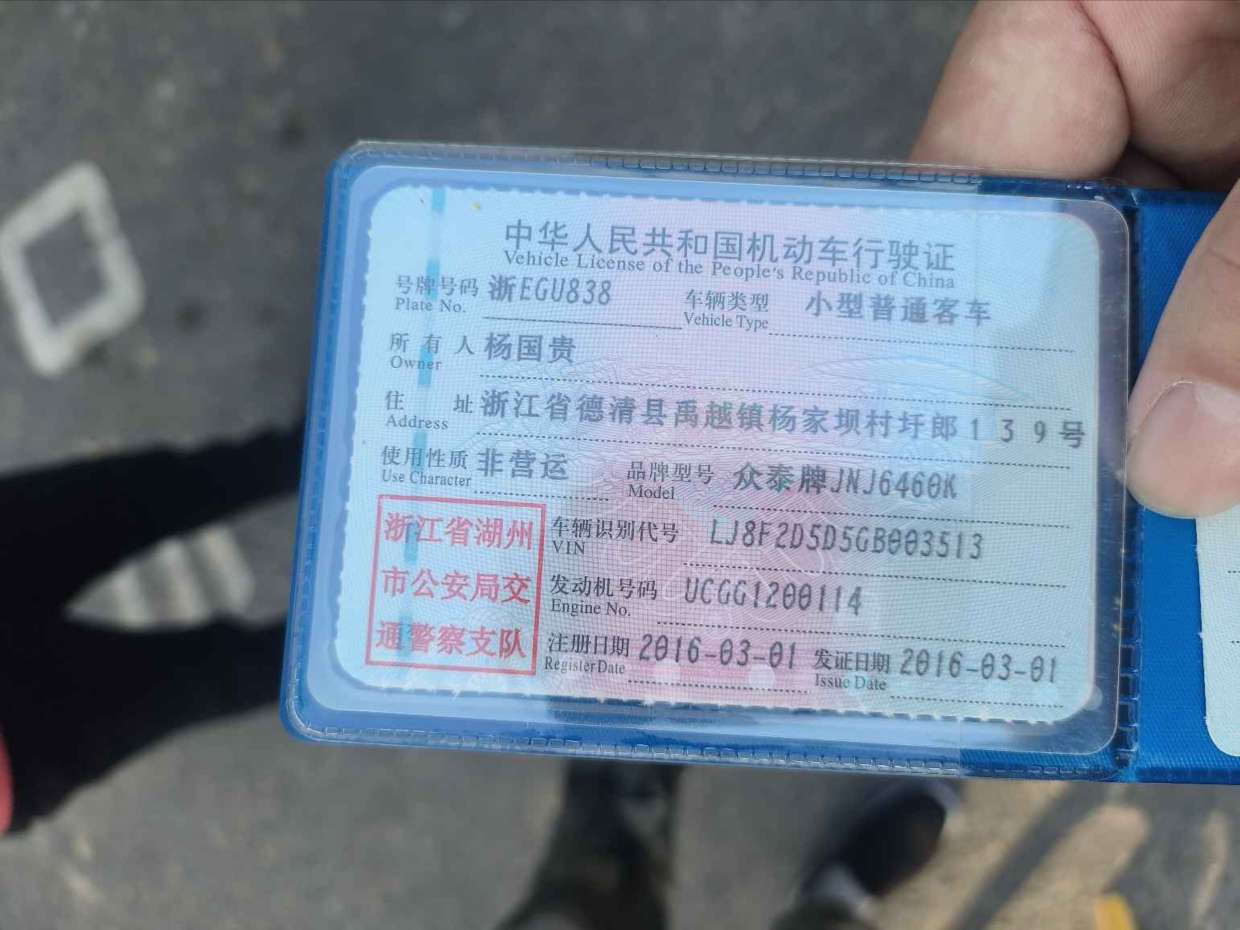 中华人民共和国机动车行驶证
Vehicle License of the People's Republic of China
号牌号码 浙EGU838 车辆类型 小型普通客车
Plate No. Vehicle Type
所有人 杨国贵
Owner
住址 浙江省德清县禹越镇杨家坝村圩郎139号
Address
使用性质 非营运 品牌型号 众泰牌JNJ6460K
Use Character Model
浙江省湖州
市公安局交
通警察支队
车辆识别代号 LJ8F2D5D5GB003513
VIN
发动机号码 UCGG1200114
Engine No.
注册日期 2016-03-01 发证日期 2016-03-01
Register Date Issue Date